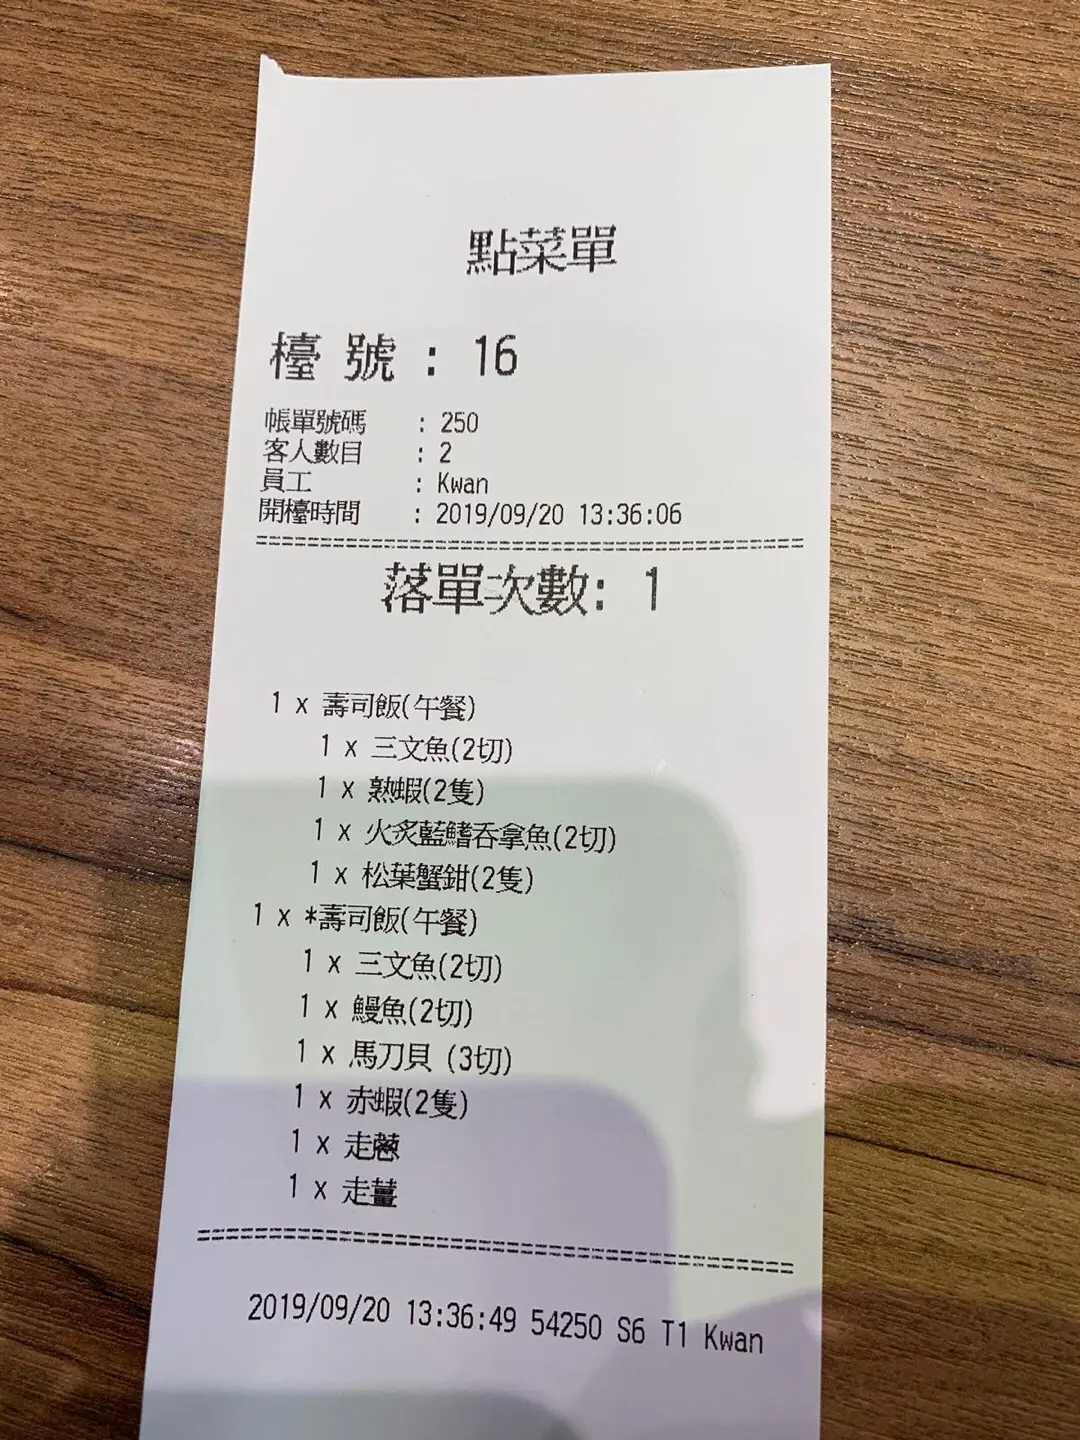 點菜單
檯 號 : 16
帳單號碼 : 250
客人數目 : 2
員工 : Kwan
開檯時間 : 2019/09/20 13:36:06
落單次數: 1
1 x 壽司飯(午餐)
1 x 三文魚(2切)
1 x 熟蝦(2隻)
1 x 火炙藍鰭吞拿魚(2切)
1 x 松葉蟹鉗(2隻)
1 x *壽司飯(午餐)
1 x 三文魚(2切)
1 x 鰻魚(2切)
1 x 馬刀貝 (3切)
1 x 赤蝦(2隻)
1 x 走蔥
1 x 走薑
2019/09/20 13:36:49 54250 S6 T1 Kwan